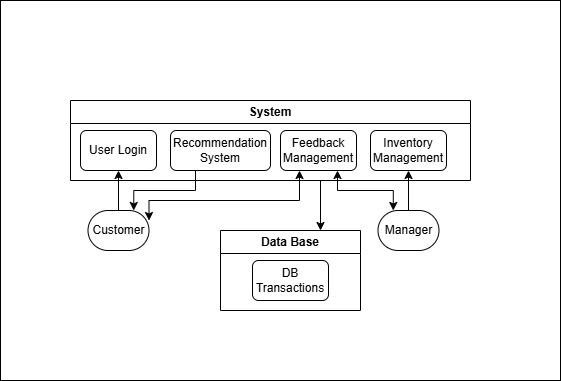 System
User Login
Recommendation
System
Feedback
Management
Inventory
Management
Customer
Manager
Data Base
DB
Transactions